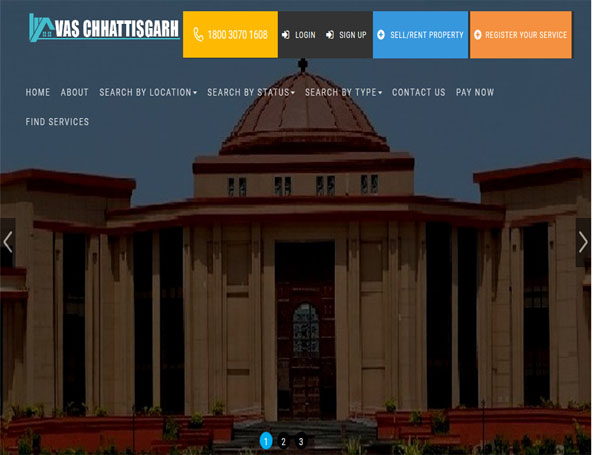 VAS CHHATTISGARH
1800 3070 1608
LOGIN
SIGN UP
SELL/RENT PROPERTY
REGISTER YOUR SERVICE
HOME ABOUT SEARCH BY LOCATION SEARCH BY STATUS SEARCH BY TYPE CONTACT US PAY NOW
FIND SERVICES
1 2 3